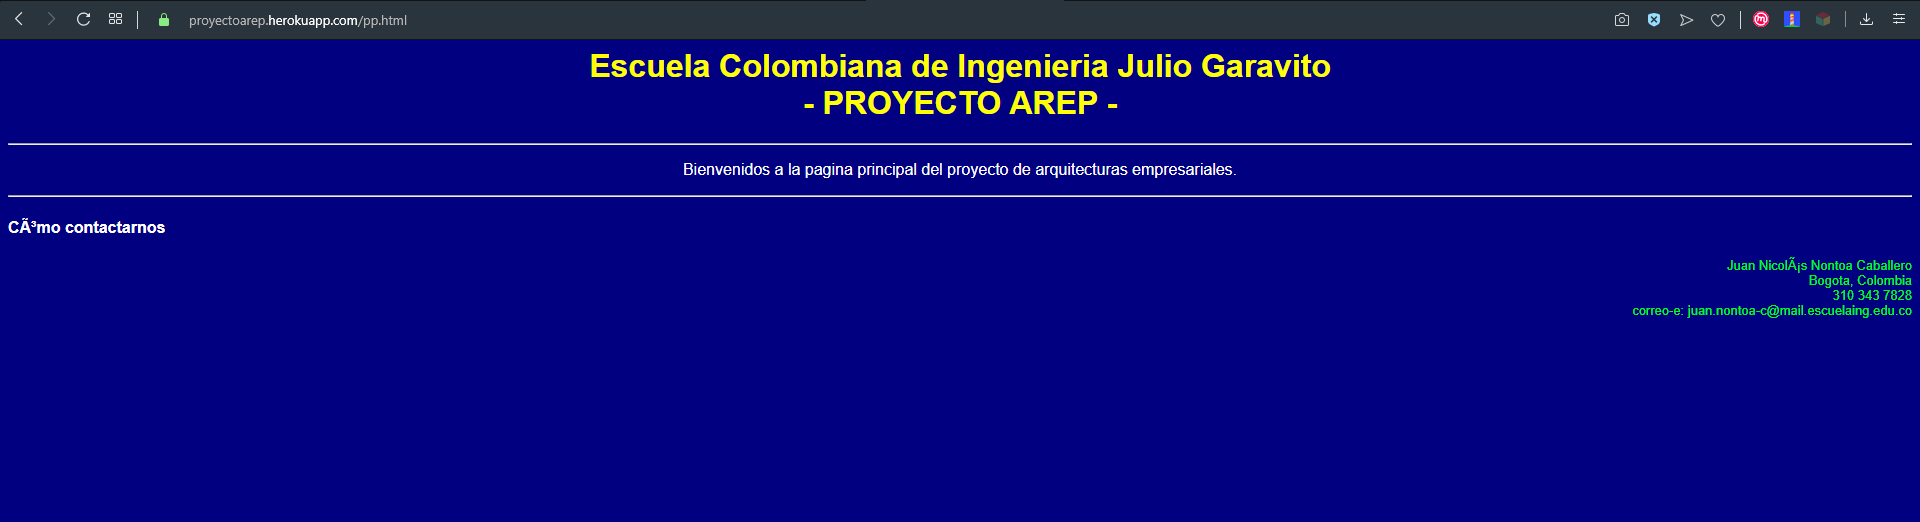 proyectoarep.herokuapp.com/pp.html
Escuela Colombiana de Ingenieria Julio Garavito
- PROYECTO AREP -
Bienvenidos a la pagina principal del proyecto de arquitecturas empresariales.
CÃ³mo contactarnos
Juan NicolÃ¡s Nontoa Caballero
Bogota, Colombia
310 343 7828
correo-e: juan.nontoa-c@mail.escuelaing.edu.co